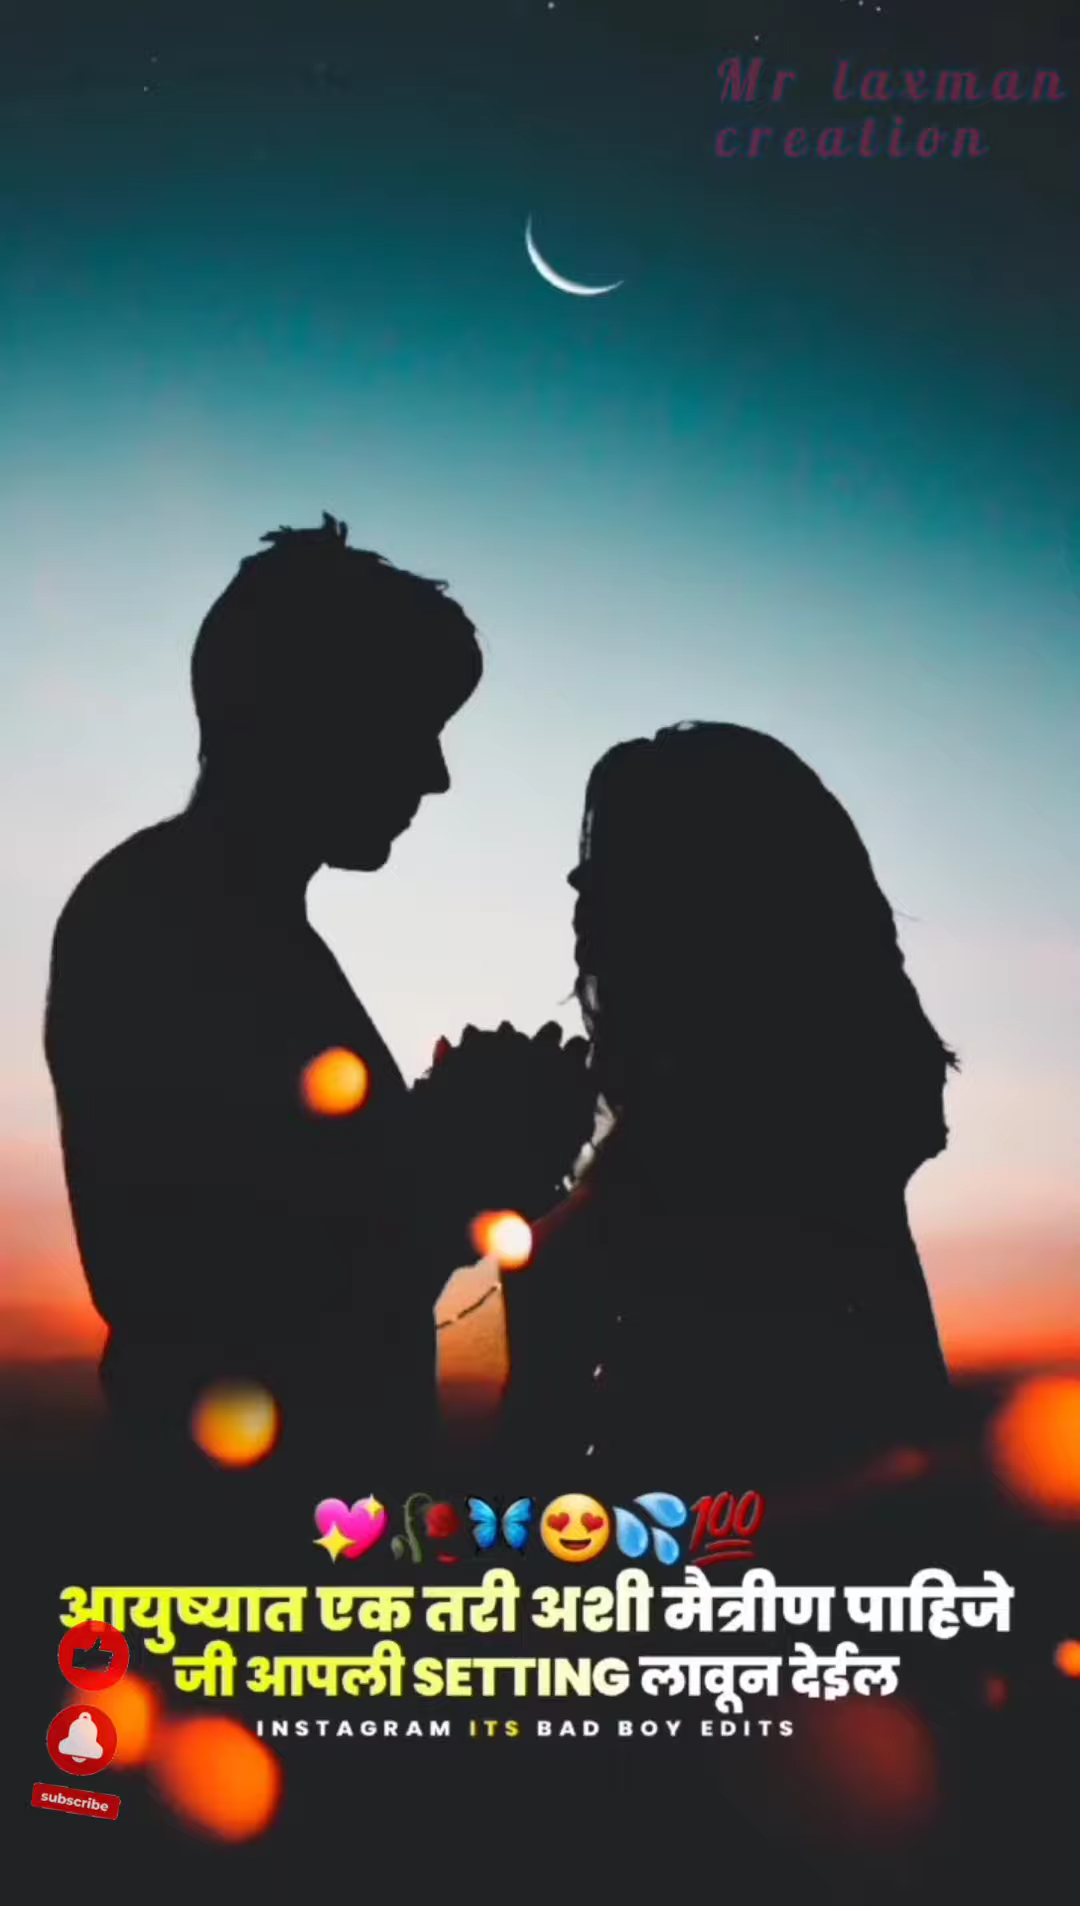 Mr laxman
creation
💖🥀🦋😍💦💯
आयुष्यात एक तरी अशी मैत्रीण पाहिजे
जी आपली SETTING लावून देईल
INSTAGRAM ITS BAD BOY EDITS
subscribe